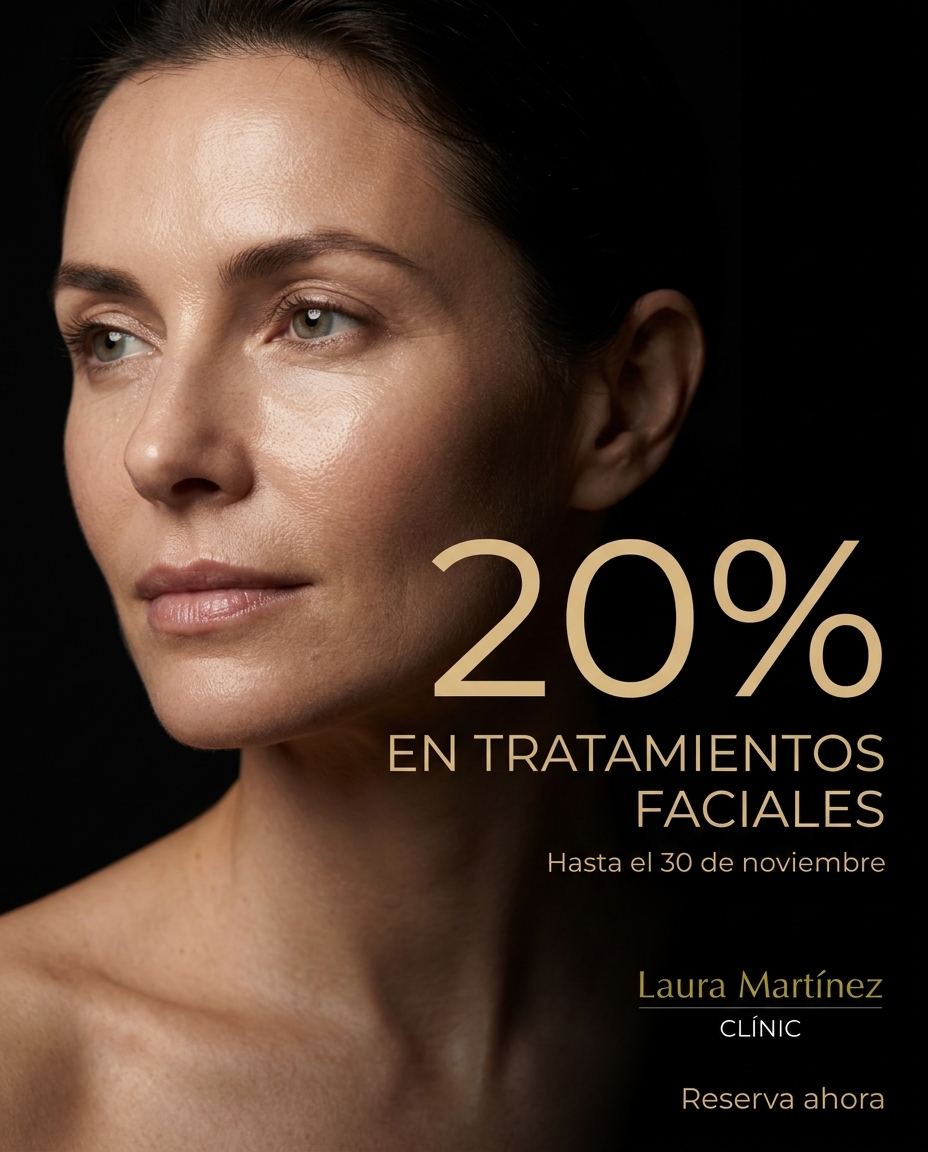 20%
EN TRATAMIENTOS
FACIALES
Hasta el 30 de noviembre
Laura Martínez
CLÍNIC
Reserva ahora